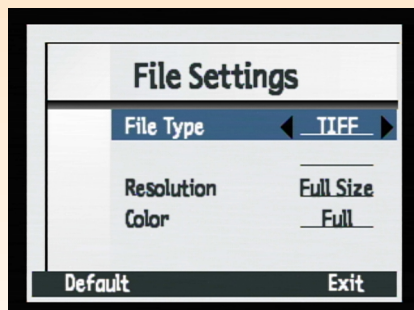 File Settings
File Type TIFF
Resolution Full Size
Color Full
Default Exit